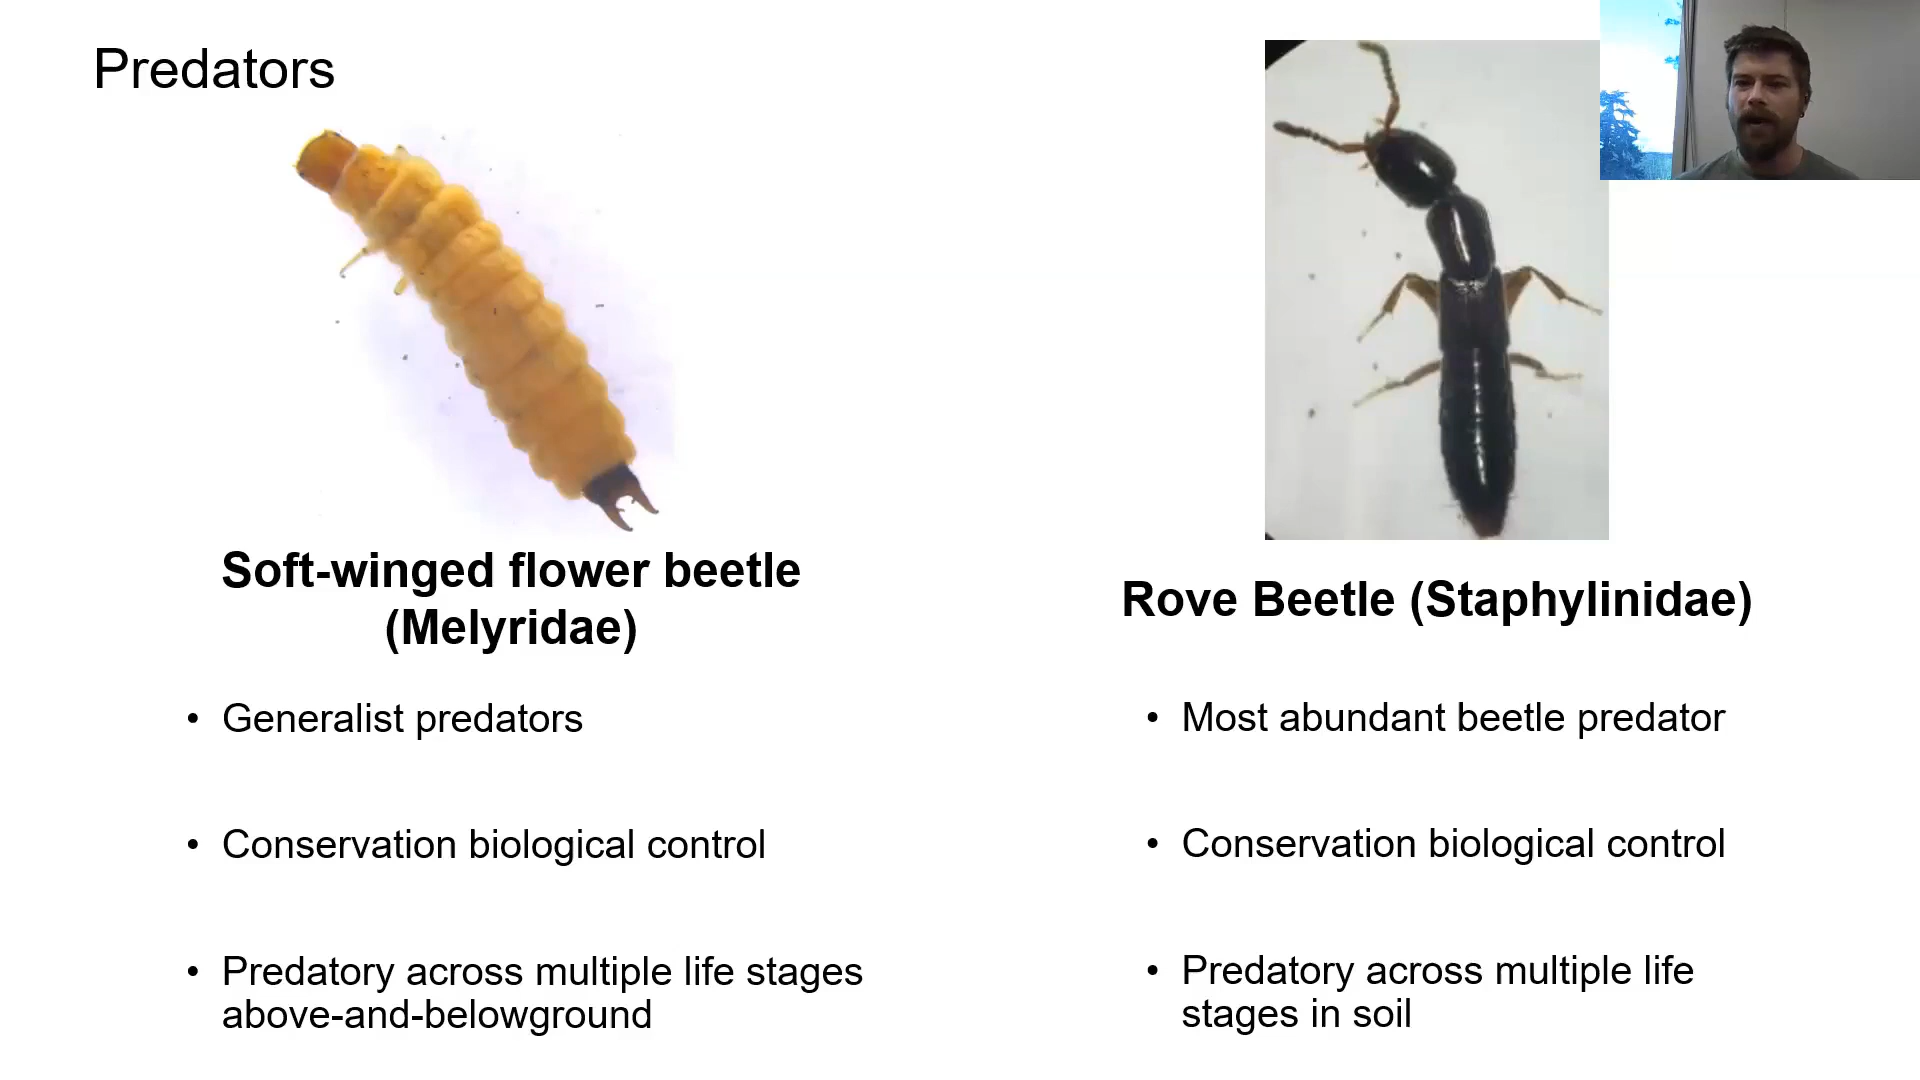 Predators
Soft-winged flower beetle
(Melyridae)
• Generalist predators
• Conservation biological control
• Predatory across multiple life stages
above-and-belowground
Rove Beetle (Staphylinidae)
• Most abundant beetle predator
• Conservation biological control
• Predatory across multiple life
stages in soil